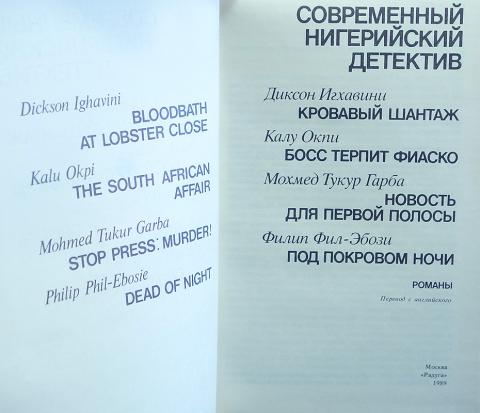 Dickson Ighavini
BLOODBATH
AT LOBSTER CLOSE
Kalu Okpi
THE SOUTH AFRICAN
AFFAIR
Mohmed Tukur Garba
STOP PRESS: MURDER!
Philip Phil-Ebosie
DEAD OF NIGHT
СОВРЕМЕННЫЙ
НИГЕРИЙСКИЙ
ДЕТЕКТИВ
Диксон Игхавини
КРОВАВЫЙ ШАНТАЖ
Калу Окпи
БОСС ТЕРПИТ ФИАСКО
Мохмед Тукур Гарба
НОВОСТЬ
ДЛЯ ПЕРВОЙ ПОЛОСЫ
Филип Фил-Эбози
ПОД ПОКРОВОМ НОЧИ
РОМАНЫ
Перевод с английского
Москва
«Радуга»
1989